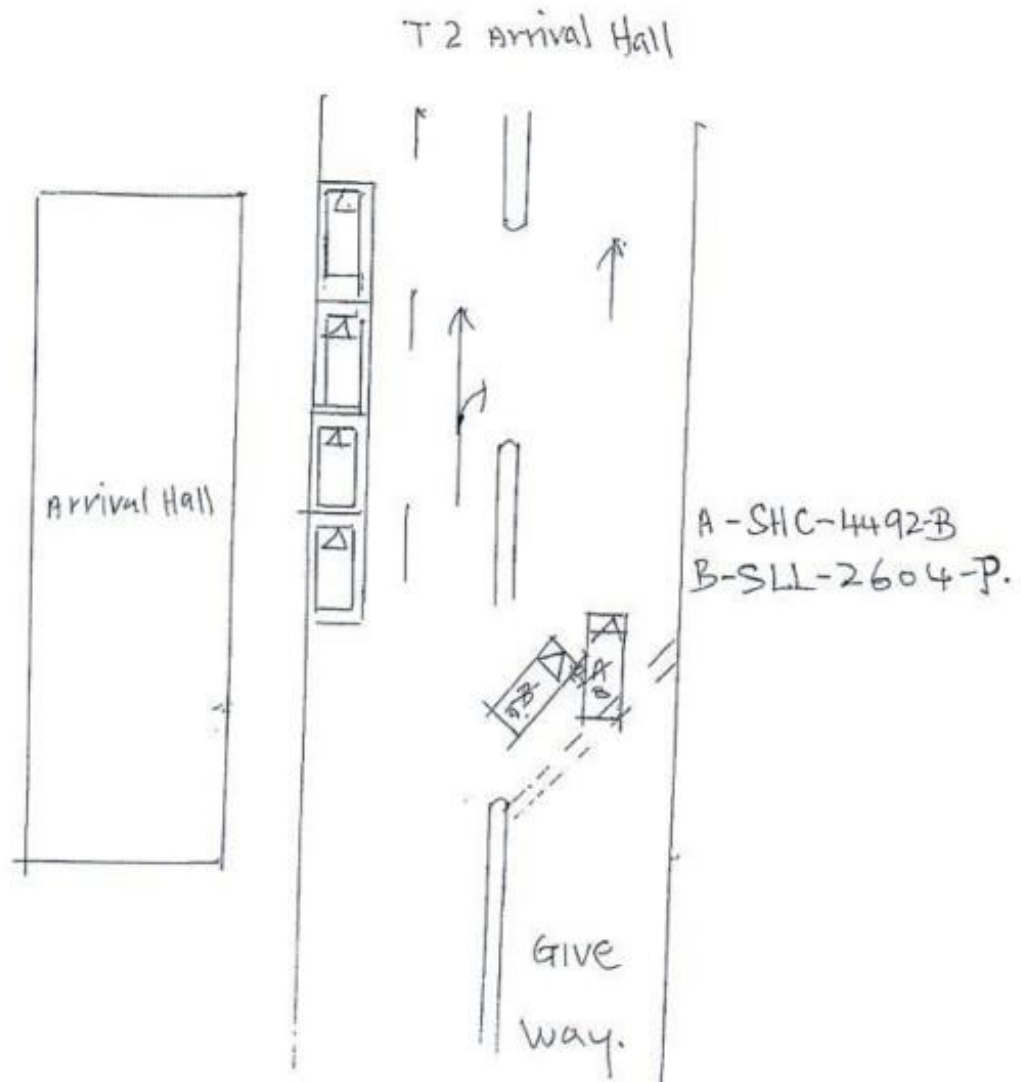 T2 Arrival Hall
Arrival Hall
A-SHC-4492-B
B-SLL-2604-P.
B
A
GIVE
way.